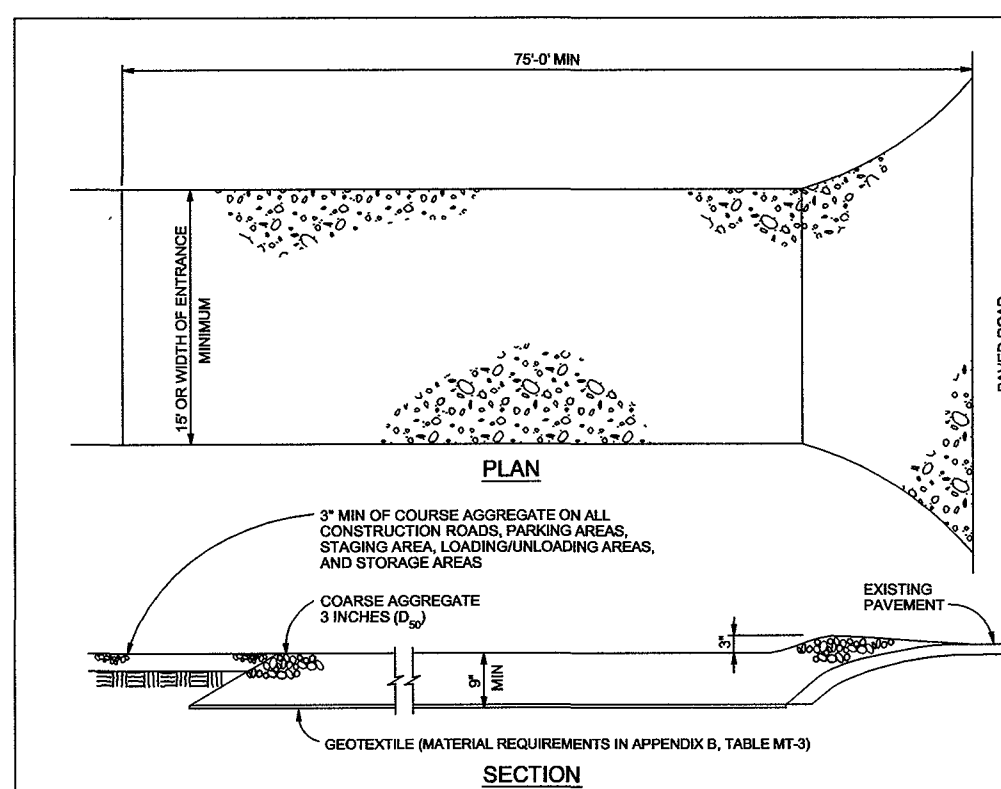 75'-0' MIN
15' OR WIDTH OF ENTRANCE
MINIMUM
PAVED ROAD
PLAN
3" MIN OF COURSE AGGREGATE ON ALL
CONSTRUCTION ROADS, PARKING AREAS,
STAGING AREA, LOADING/UNLOADING AREAS,
AND STORAGE AREAS
COARSE AGGREGATE
3 INCHES (D50)
EXISTING
PAVEMENT
3"
9"
MIN
GEOTEXTILE (MATERIAL REQUIREMENTS IN APPENDIX B, TABLE MT-3)
SECTION